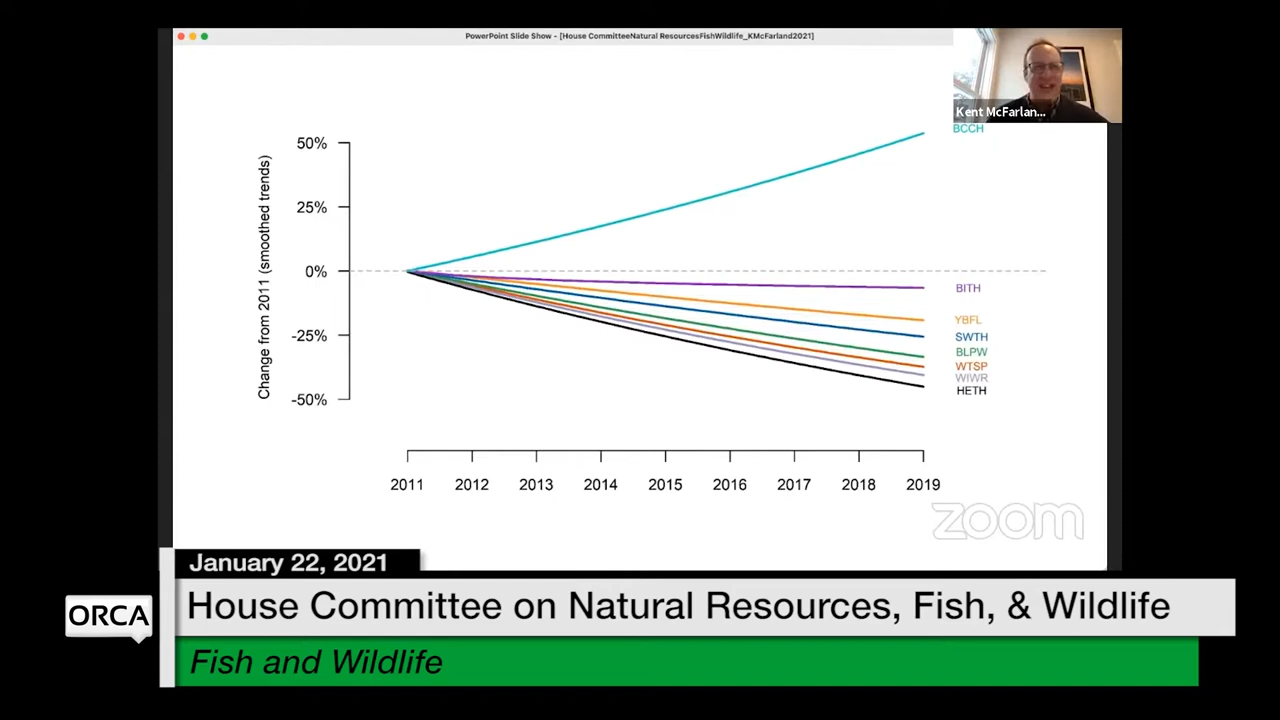 PowerPoint Slide Show - [House CommitteeNatural ResourcesFishWildlife_KMcFarland2021]
Kent McFarlan...
BCCH
50%
25%
0%
-25%
-50%
Change from 2011 (smoothed trends)
BITH
YBFL
SWTH
BLPW
WTSP
WIWR
HETH
2011 2012 2013 2014 2015 2016 2017 2018 2019
zoom
January 22, 2021
ORCA
House Committee on Natural Resources, Fish, & Wildlife
Fish and Wildlife